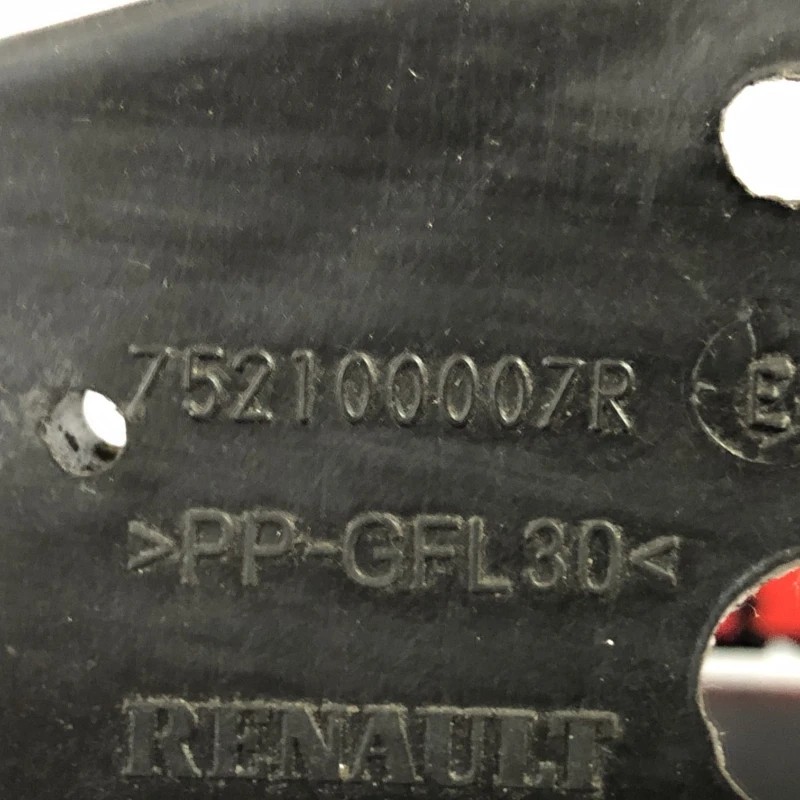 752100007R E
>PP-GFL30<
RENAULT